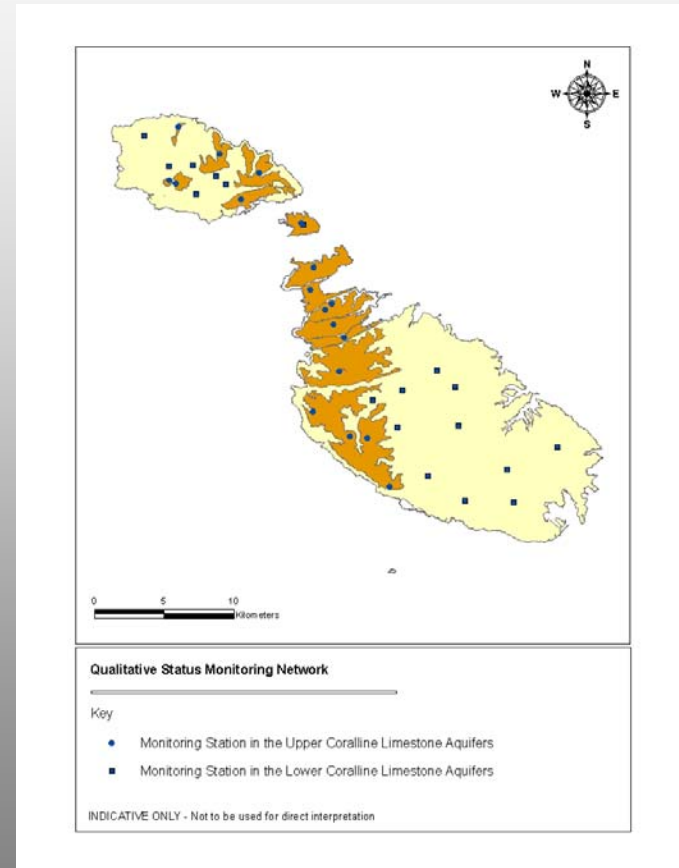 N
W E
S
0 5 10
Kilometers
Qualitative Status Monitoring Network
Key
Monitoring Station in the Upper Coralline Limestone Aquifers
Monitoring Station in the Lower Coralline Limestone Aquifers
INDICATIVE ONLY - Not to be used for direct interpretation